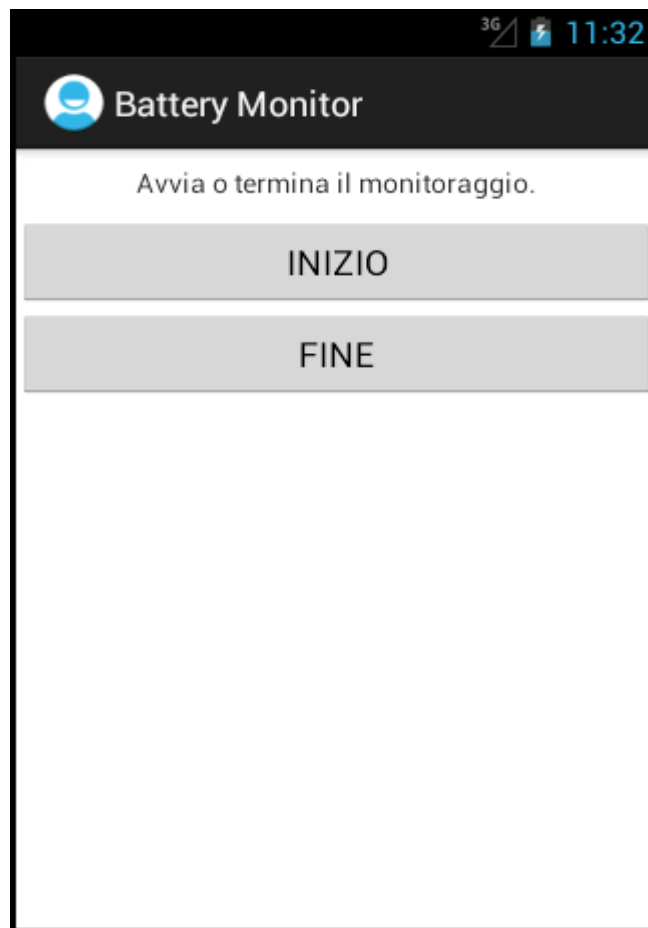 3G 11:32
Battery Monitor
Avvia o termina il monitoraggio.
INIZIO
FINE